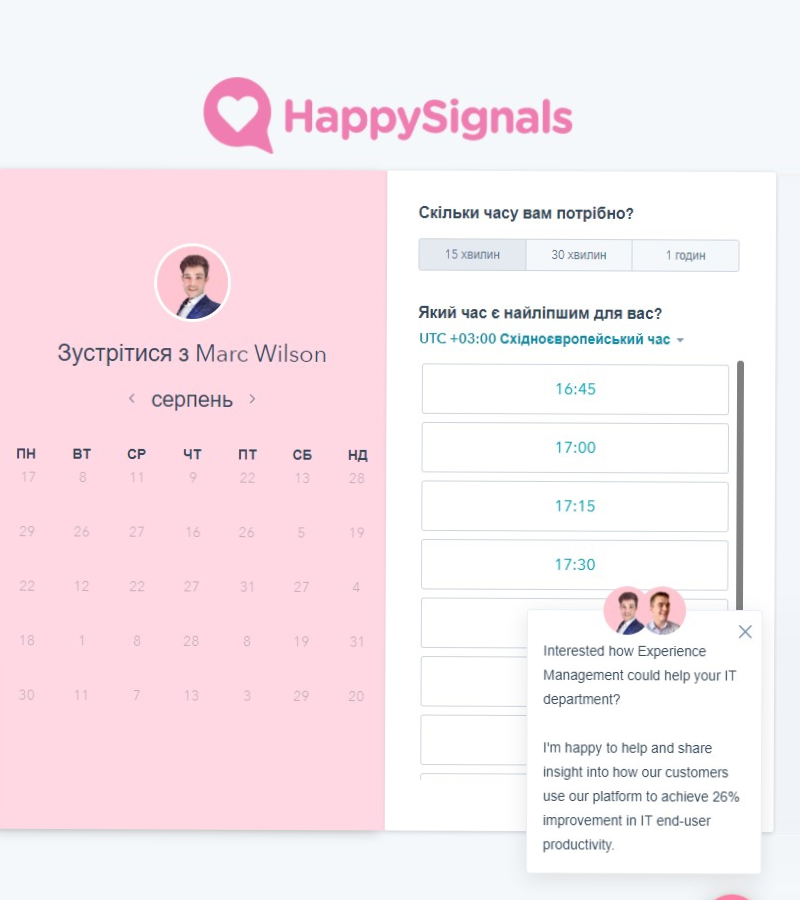 HappySignals
Зустрітися з Marc Wilson
серпень
ПН ВТ СР ЧТ ПТ СБ НД
17 8 11 9 22 13 28
29 26 27 16 26 5 19
22 12 22 27 31 27 4
18 1 8 28 8 19 31
30 11 7 13 3 29 20
Скільки часу вам потрібно?
15 хвилин 30 хвилин 1 годин
Який час є найліпшим для вас?
UTC +03:00 Східноєвропейський час
16:45
17:00
17:15
17:30
Interested how Experience
Management could help your IT
department?
I'm happy to help and share
insight into how our customers
use our platform to achieve 26%
improvement in IT end-user
productivity.